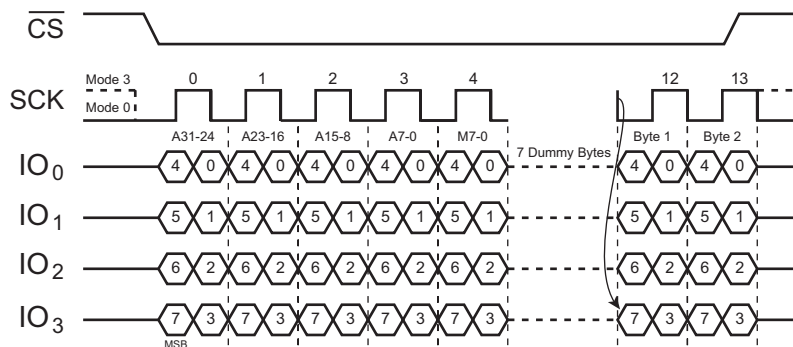 CS
Mode 3
0 1 2 3 4 12 13
SCK
Mode 0
A31-24 A23-16 A15-8 A7-0 M7-0 7 Dummy Bytes Byte 1 Byte 2
IO0 4 0 4 0 4 0 4 0 4 0 4 0 4 0
IO1 5 1 5 1 5 1 5 1 5 1 5 1 5 1
IO2 6 2 6 2 6 2 6 2 6 2 6 2 6 2
IO3 7 3 7 3 7 3 7 3 7 3 7 3 7 3
MSB